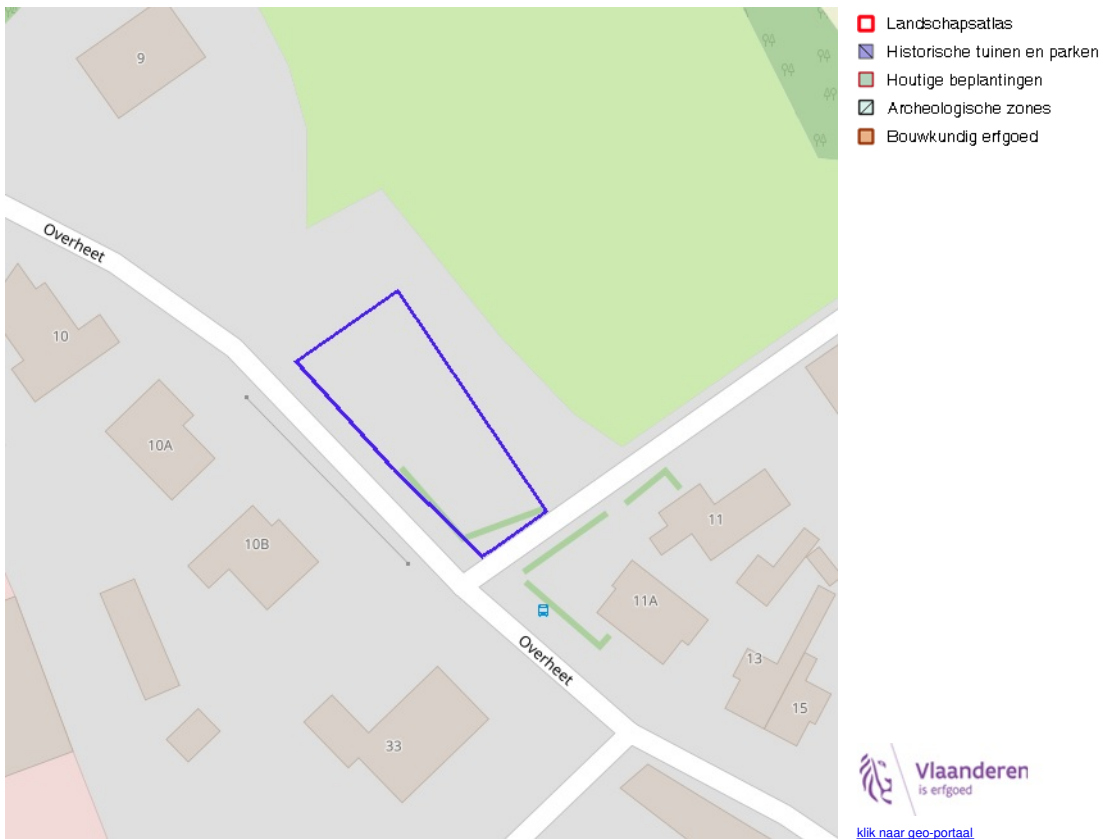 9
Overheet
10
10A
10B
11
11A
13
15
Overheet
33
Landschapsatlas
Historische tuinen en parken
Houtige beplantingen
Archeologische zones
Bouwkundig erfgoed
Vlaanderen
is erfgoed
klik naar geo-portaal